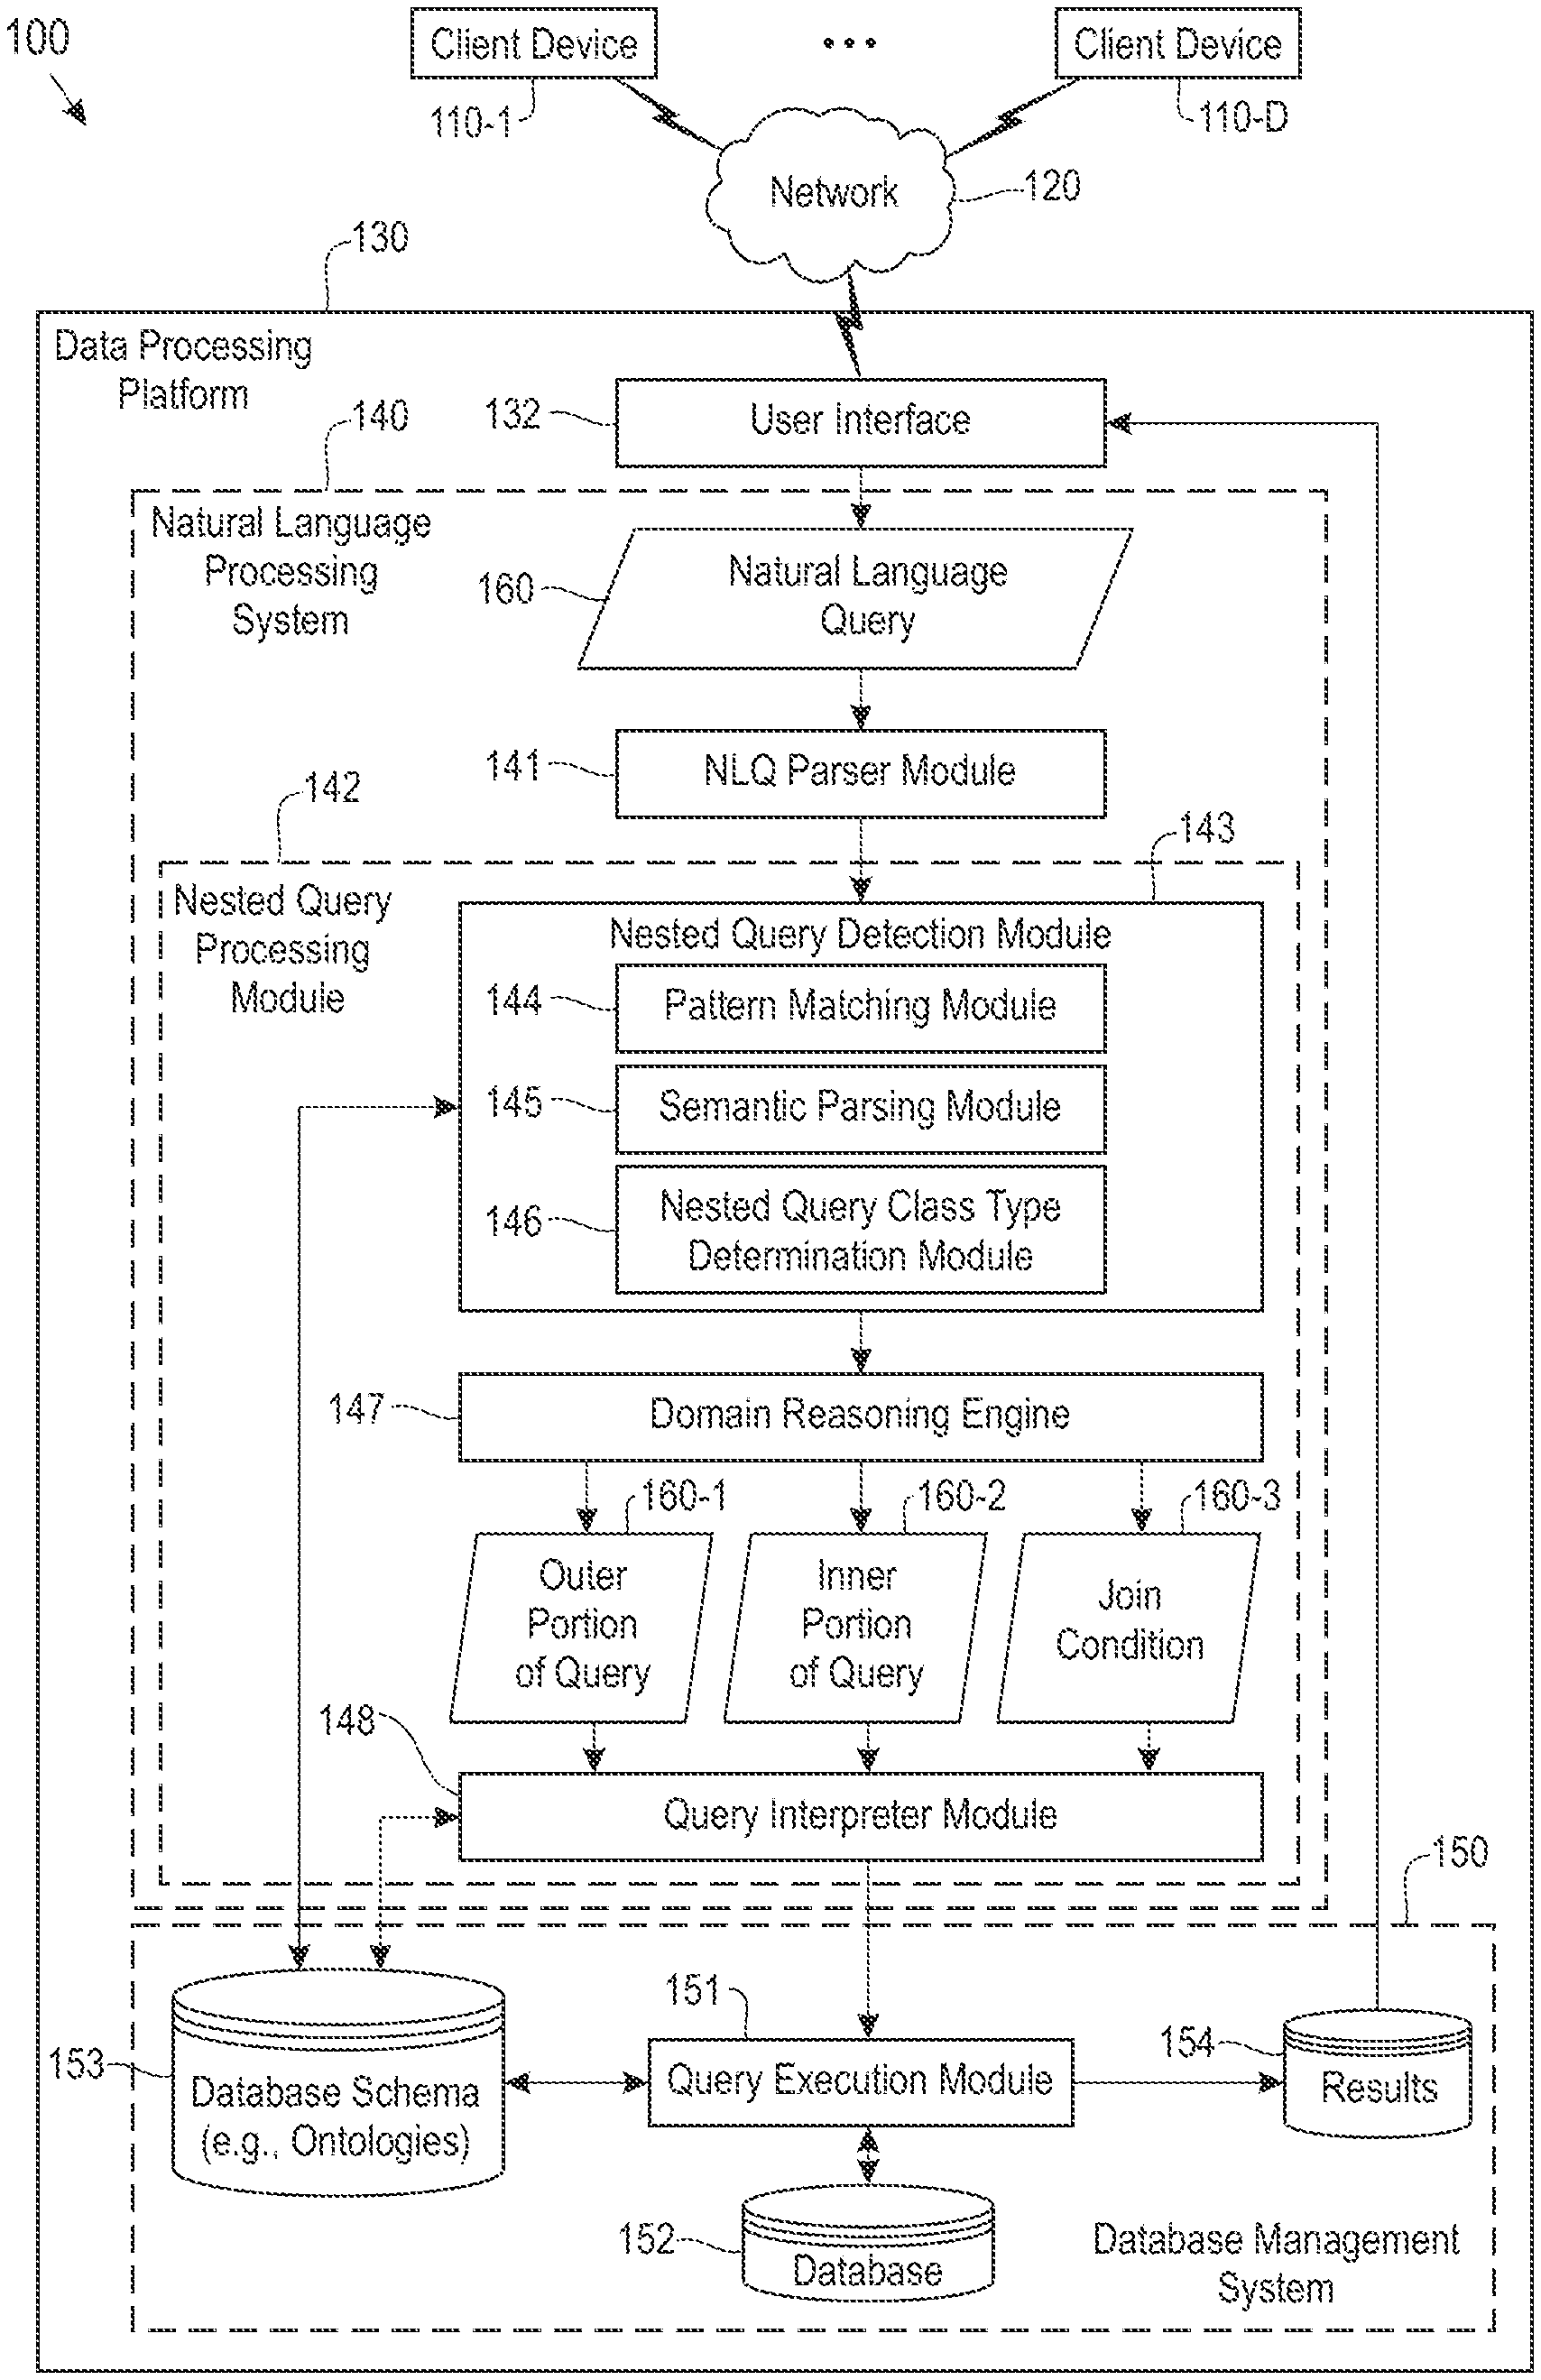 100
Client Device
...
Client Device
110-1
110-D
Network
120
130
Data Processing
Platform
132
User Interface
140
Natural Language
Processing
System
160
Natural Language
Query
141
NLQ Parser Module
142
143
Nested Query
Processing
Module
Nested Query Detection Module
144
Pattern Matching Module
145
Semantic Parsing Module
146
Nested Query Class Type
Determination Module
147
Domain Reasoning Engine
160-1
160-2
160-3
Outer
Portion
of Query
Inner
Portion
of Query
Join
Condition
148
Query Interpreter Module
150
151
153
Database Schema
(e.g., Ontologies)
Query Execution Module
154
Results
152
Database
Database Management
System